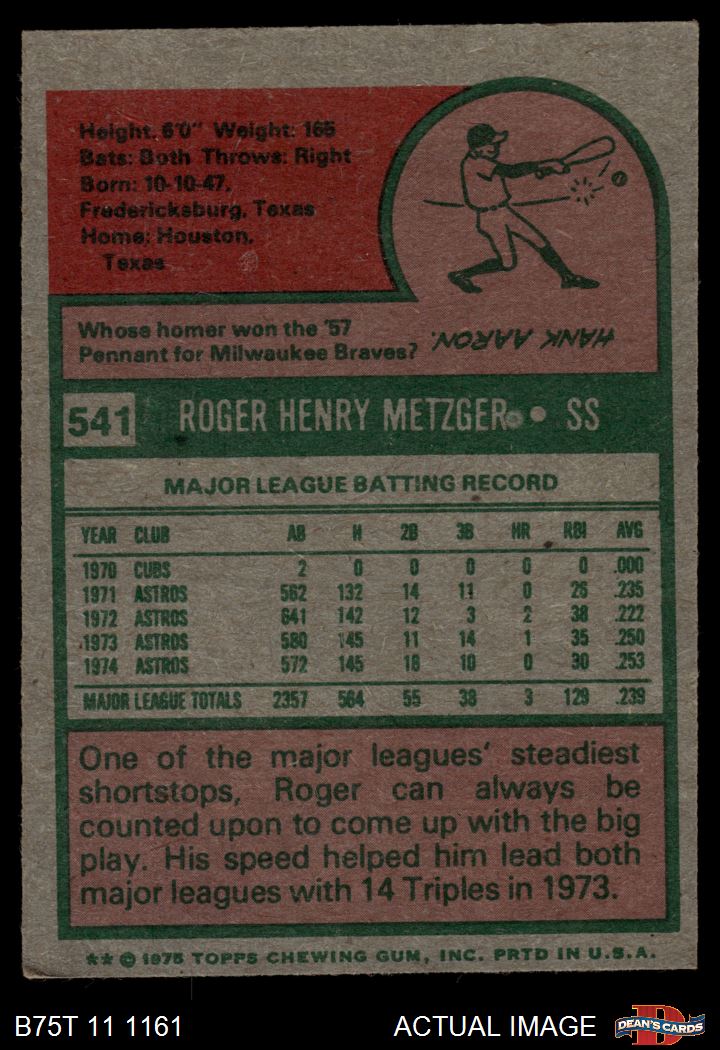 Height. 6'0" Weight: 165
Bats: Both Throws: Right
Born: 10-10-47,
Fredericksburg, Texas
Home: Houston,
Texas
Whose homer won the '57
Pennant for Milwaukee Braves?
HANK AARON.
541 ROGER HENRY METZGER • SS
MAJOR LEAGUE BATTING RECORD
YEAR CLUB AB H 2B 3B HR RBI AVG
1970 CUBS 2 0 0 0 0 0 .000
1971 ASTROS 562 132 14 11 0 26 .235
1972 ASTROS 641 142 12 3 2 38 .222
1973 ASTROS 580 145 11 14 1 35 .250
1974 ASTROS 572 145 18 10 0 30 .253
MAJOR LEAGUE TOTALS 2357 564 55 38 3 129 .239
One of the major leagues' steadiest
shortstops, Roger can always be
counted upon to come up with the big
play. His speed helped him lead both
major leagues with 14 Triples in 1973.
** © 1975 TOPPS CHEWING GUM, INC. PRTD IN U.S.A.
B75T 11 1161 ACTUAL IMAGE D DEAN'S CARDS